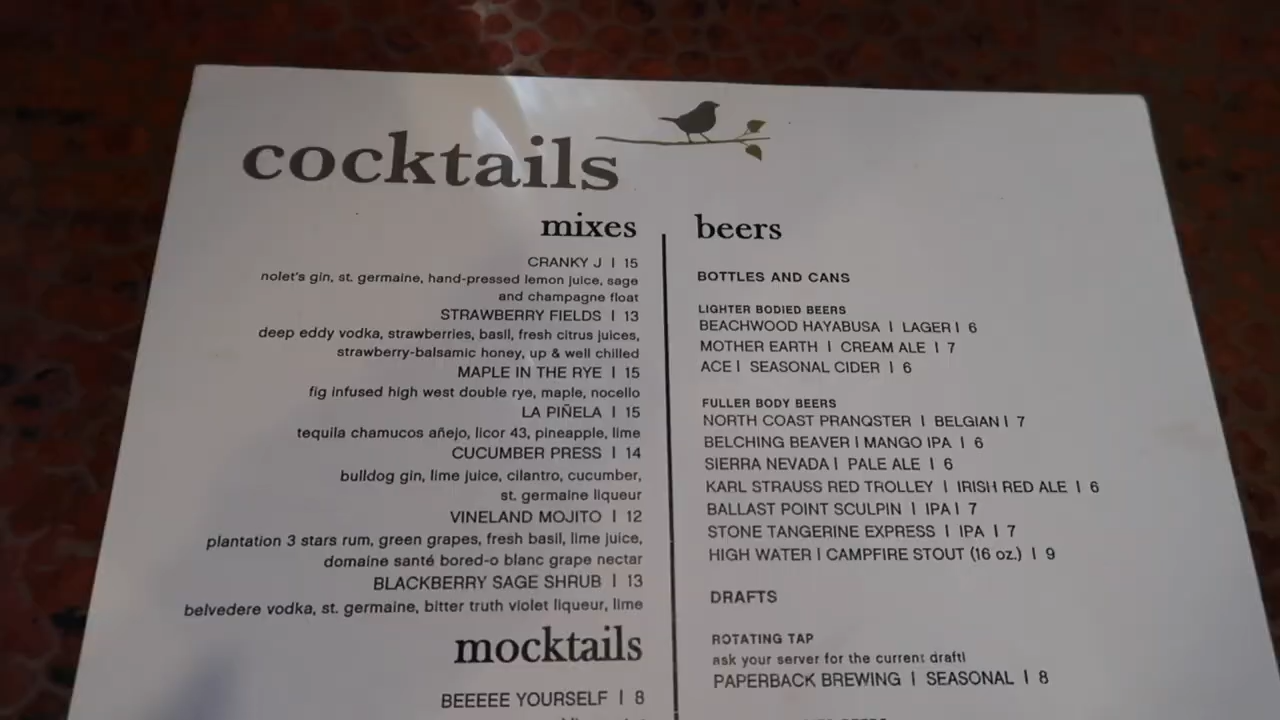 cocktails
mixes
CRANKY J | 15
nolet's gin, st. germaine, hand-pressed lemon juice, sage
and champagne float
STRAWBERRY FIELDS | 13
deep eddy vodka, strawberries, basil, fresh citrus juices,
strawberry-balsamic honey, up & well chilled
MAPLE IN THE RYE | 15
fig infused high west double rye, maple, nocello
LA PIÑELA | 15
tequila chamucos añejo, licor 43, pineapple, lime
CUCUMBER PRESS | 14
bulldog gin, lime juice, cilantro, cucumber,
st. germaine liqueur
VINELAND MOJITO | 12
plantation 3 stars rum, green grapes, fresh basil, lime juice,
domaine santé bored-o blanc grape nectar
BLACKBERRY SAGE SHRUB | 13
belvedere vodka, st. germaine, bitter truth violet liqueur, lime
mocktails
BEEEEE YOURSELF | 8
beers
BOTTLES AND CANS
LIGHTER BODIED BEERS
BEACHWOOD HAYABUSA | LAGER | 6
MOTHER EARTH | CREAM ALE | 7
ACE | SEASONAL CIDER | 6
FULLER BODY BEERS
NORTH COAST PRANQSTER | BELGIAN | 7
BELCHING BEAVER | MANGO IPA | 6
SIERRA NEVADA | PALE ALE | 6
KARL STRAUSS RED TROLLEY | IRISH RED ALE | 6
BALLAST POINT SCULPIN | IPA | 7
STONE TANGERINE EXPRESS | IPA | 7
HIGH WATER | CAMPFIRE STOUT (16 oz.) | 9
DRAFTS
ROTATING TAP
ask your server for the current draft!
PAPERBACK BREWING | SEASONAL | 8